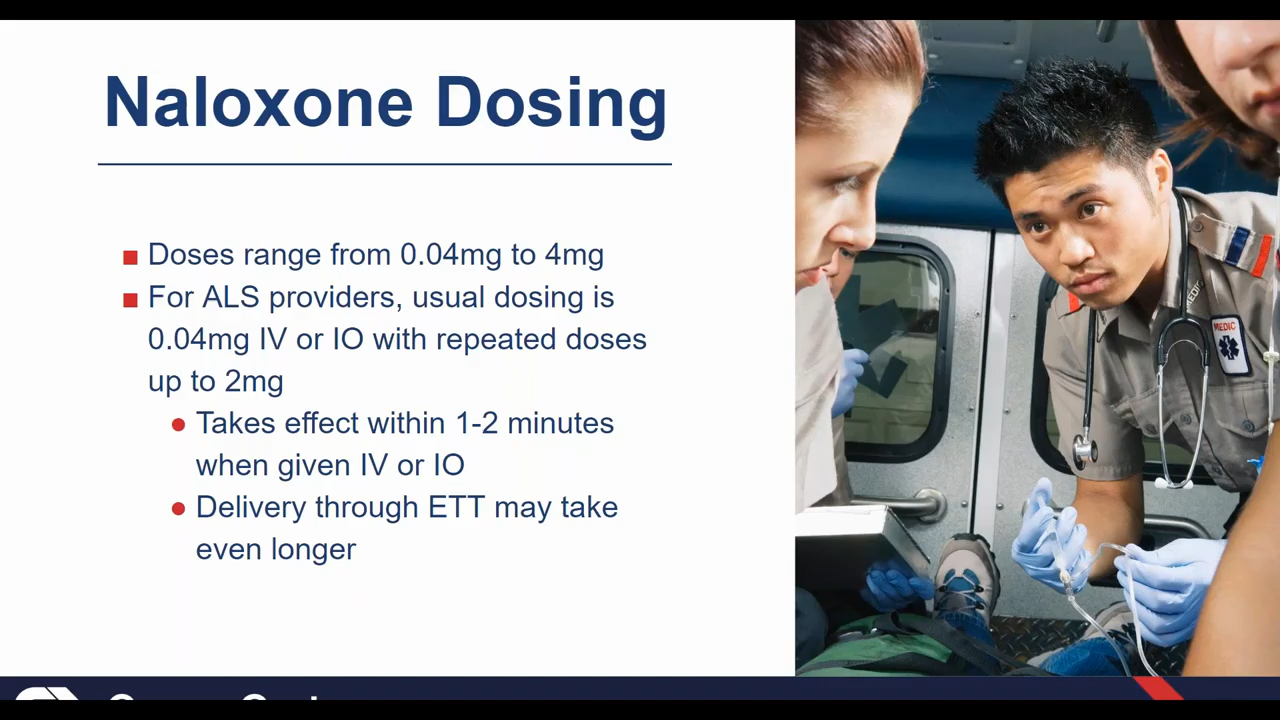 Naloxone Dosing
Doses range from 0.04mg to 4mg
For ALS providers, usual dosing is
0.04mg IV or IO with repeated doses
up to 2mg
Takes effect within 1-2 minutes
when given IV or IO
Delivery through ETT may take
even longer
MEDIC
MEDIC